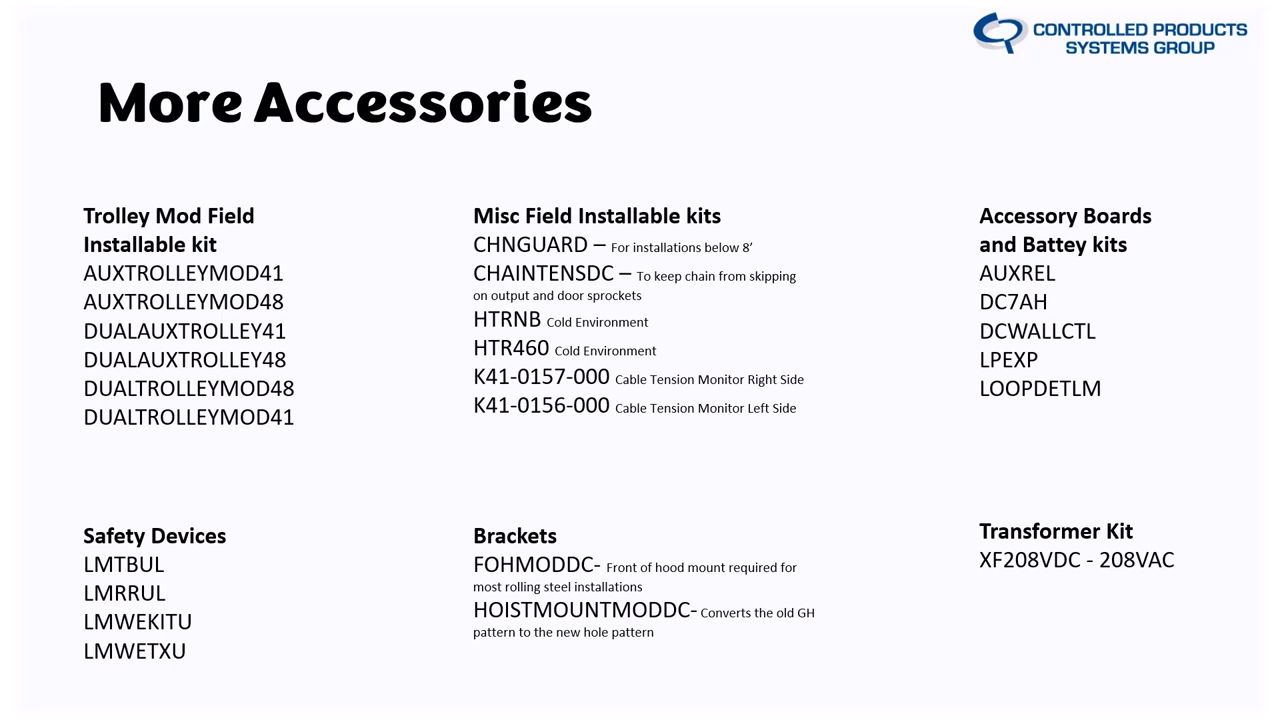 CONTROLLED PRODUCTS
SYSTEMS GROUP
More Accessories
Trolley Mod Field
Installable kit
AUXTROLLEYMOD41
AUXTROLLEYMOD48
DUALAUXTROLLEY41
DUALAUXTROLLEY48
DUALTROLLEYMOD48
DUALTROLLEYMOD41
Misc Field Installable kits
CHNGUARD – For installations below 8’
CHAINTENSDC – To keep chain from skipping
on output and door sprockets
HTRNB Cold Environment
HTR460 Cold Environment
K41-0157-000 Cable Tension Monitor Right Side
K41-0156-000 Cable Tension Monitor Left Side
Accessory Boards
and Battey kits
AUXREL
DC7AH
DCWALLCTL
LPEXP
LOOPDETLM
Safety Devices
LMTBUL
LMRRUL
LMWEKITU
LMWETXU
Brackets
FOHMODDC- Front of hood mount required for
most rolling steel installations
HOISTMOUNTMODDC- Converts the old GH
pattern to the new hole pattern
Transformer Kit
XF208VDC - 208VAC